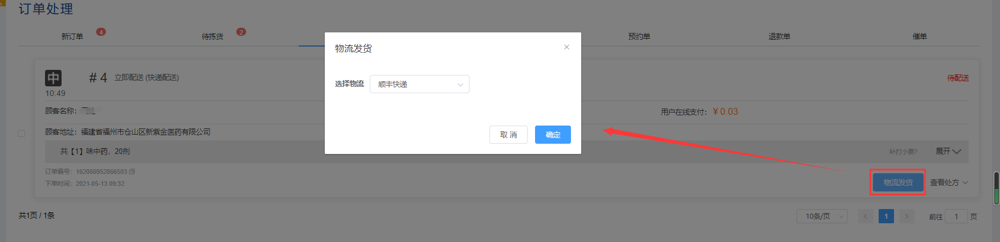 订单处理
新订单 4
待拣货 2
预约单
退款单
催单
物流发货
选择物流 顺丰快递
取 消 确定
中 # 4 立即配送 (快递配送) 待配送
10:49
顾客名称： 用户在线支付： ¥ 0.03
顾客地址：福建省福州市仓山区新紫金医药有限公司
共【1】味中药，20剂 补打小票? 展开
订单编号：162086952866503
下单时间：2021-05-13 09:32
物流发货 查看处方
共1页 / 1条 10条/页 1 前往 1 页